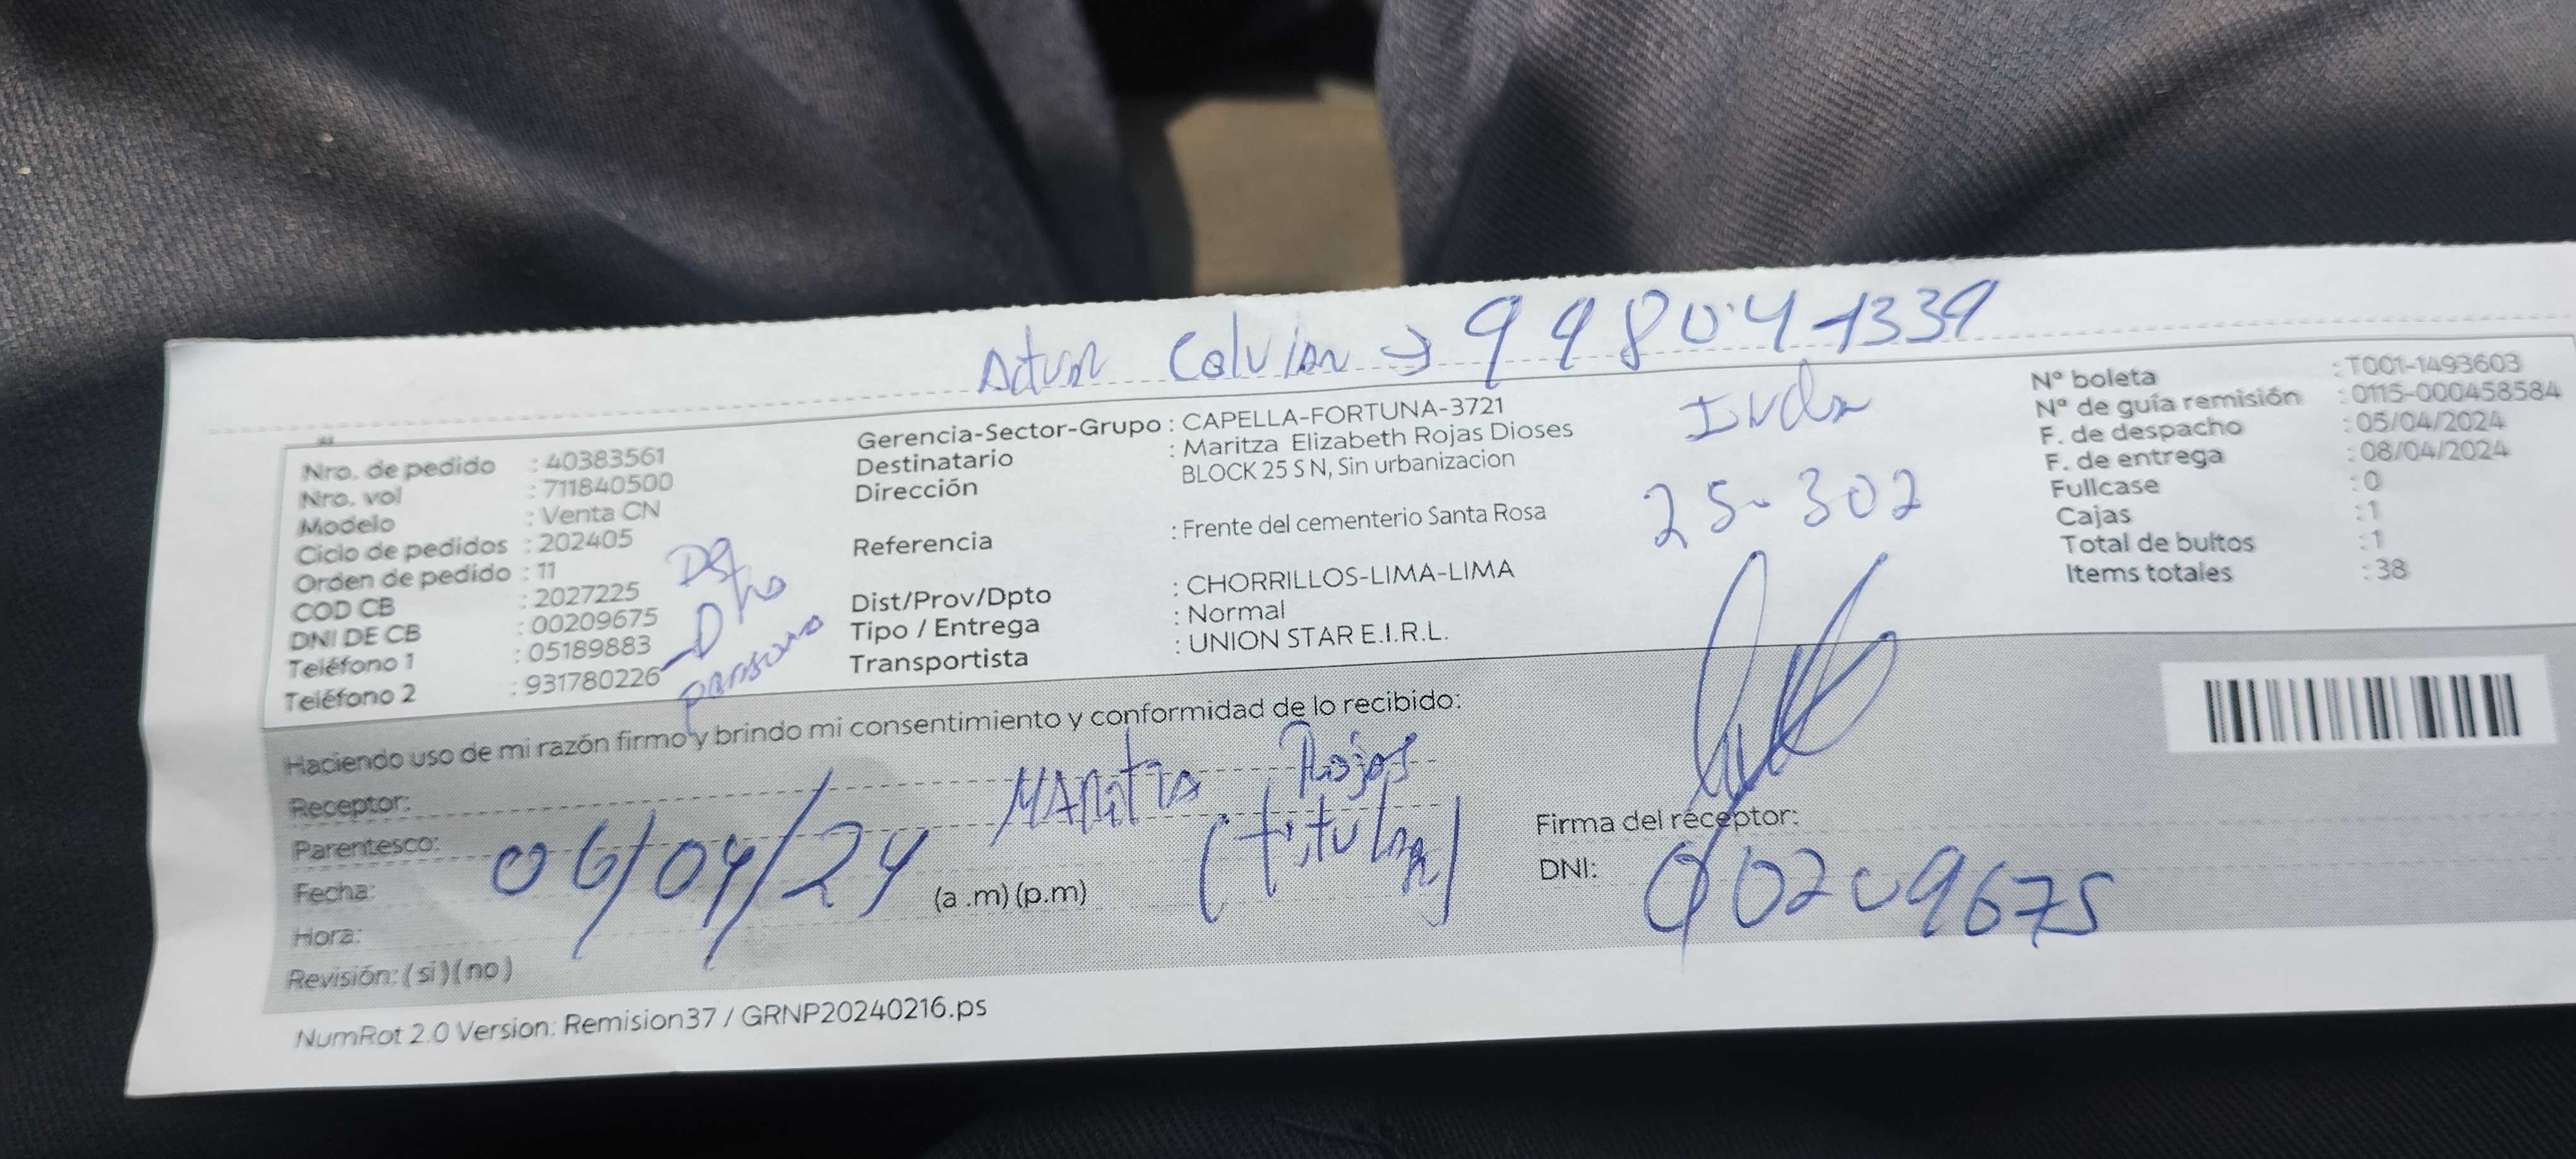 998041339
Nro. de pedido : 40383561
Nro. vol : 711840500
Modelo : Venta CN
Ciclo de pedidos : 202405
Orden de pedido : 11
COD CB : 2027225
DNI DE CB : 00209675
Teléfono 1 : 05189883
Teléfono 2 : 931780226
Gerencia-Sector-Grupo : CAPELLA-FORTUNA-3721
Destinatario : Maritza Elizabeth Rojas Dioses
Dirección BLOCK 25 S N, Sin urbanizacion
Referencia : Frente del cementerio Santa Rosa
Dist/Prov/Dpto : CHORRILLOS-LIMA-LIMA
Tipo / Entrega : Normal
Transportista : UNION STAR E.I.R.L.
25-302
N° boleta : T001-1493603
N° de guía remisión : 0115-000458584
F. de despacho : 05/04/2024
F. de entrega : 08/04/2024
Fullcase : 0
Cajas : 1
Total de bultos : 1
Items totales : 38
Haciendo uso de mi razón firmo y brindo mi consentimiento y conformidad de lo recibido:
Receptor: Maritza Rojas
Parentesco: (titular)
Fecha: 06/04/24
Hora: (a .m) (p.m)
Revisión: ( si ) ( no )
Firma del receptor:
DNI: 00209675
NumRot 2.0 Version: Remision37 / GRNP20240216.ps